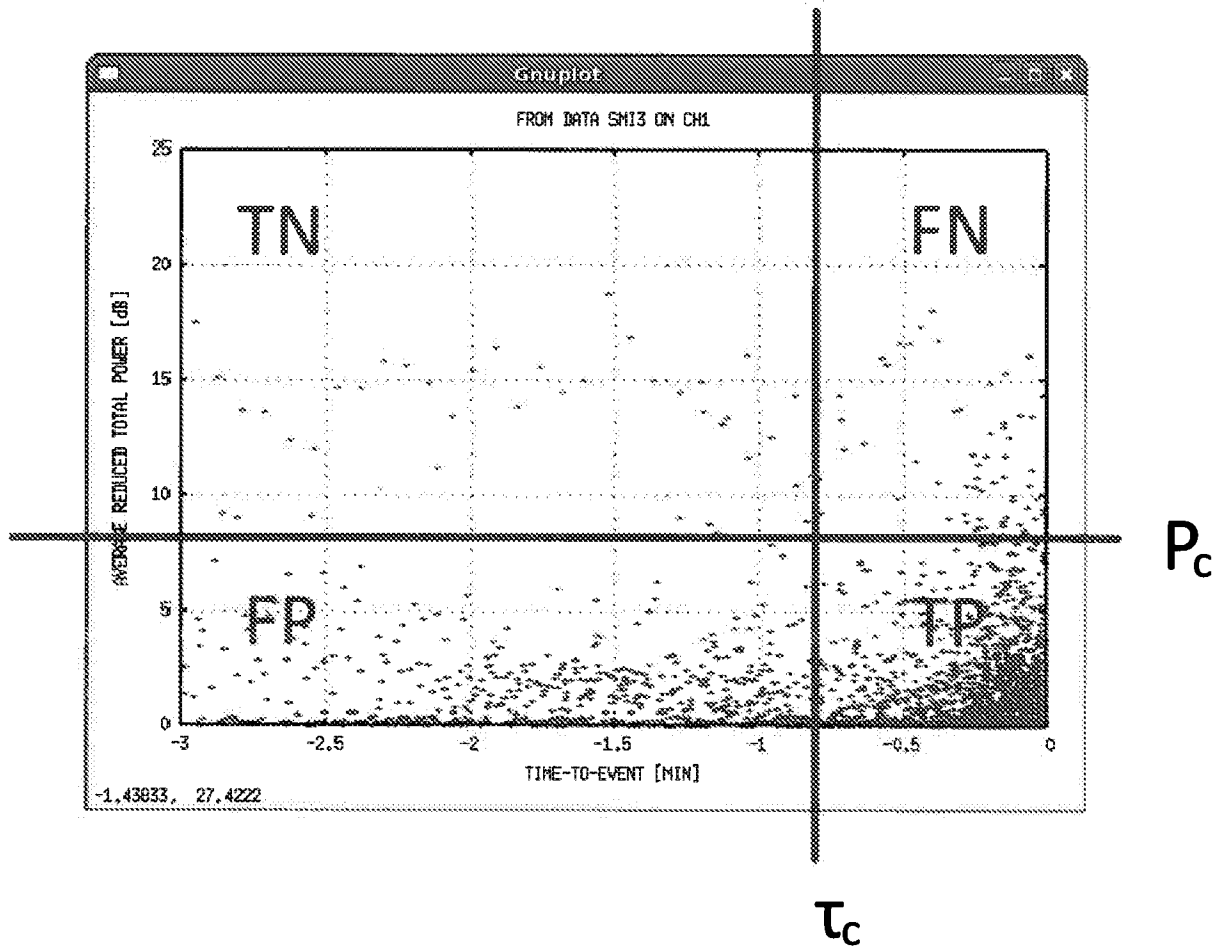 Gnuplot
FROM DATA SMI3 ON CH1
AVERAGE REDUCED TOTAL POWER [dB]
25
20
15
10
5
0
TN
FN
FP
TP
Pc
-3
-2.5
-2
-1.5
-1
-0.5
0
TIME-TO-EVENT [MIN]
-1.43833, 27.4222
τc